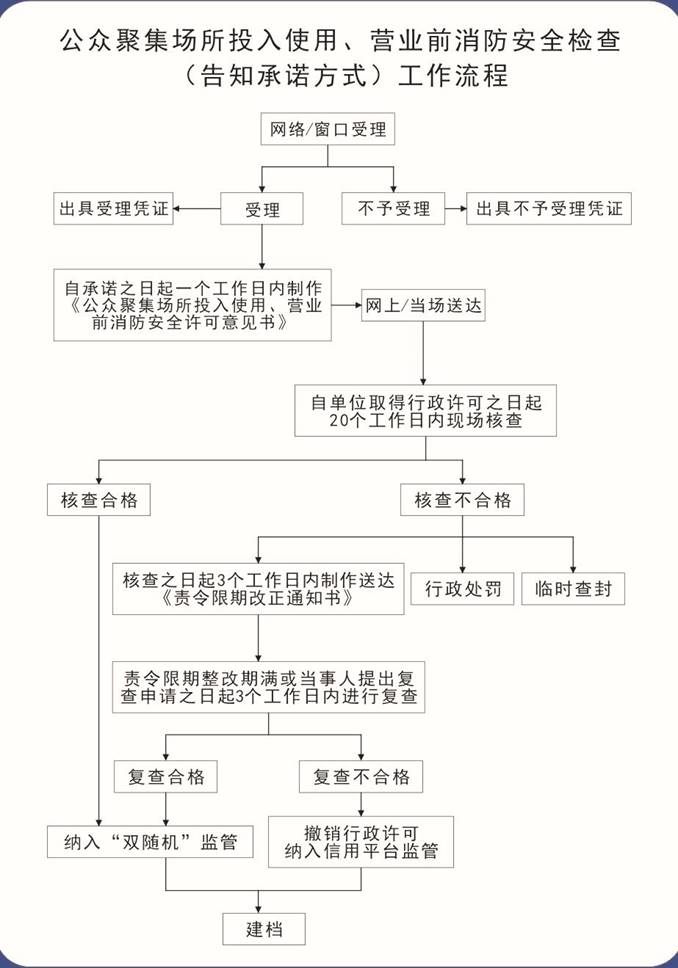 公众聚集场所投入使用、营业前消防安全检查
（告知承诺方式）工作流程
网络/窗口受理
出具受理凭证
受理
不予受理
出具不予受理凭证
自承诺之日起一个工作日内制作
《公众聚集场所投入使用、营业
前消防安全许可意见书》
网上/当场送达
自单位取得行政许可之日起
20个工作日内现场核查
核查合格
核查不合格
核查之日起3个工作日内制作送达
《责令限期改正通知书》
行政处罚
临时查封
责令限期整改期满或当事人提出复
查申请之日起3个工作日内进行复查
复查合格
复查不合格
纳入“双随机”监管
撤销行政许可
纳入信用平台监管
建档